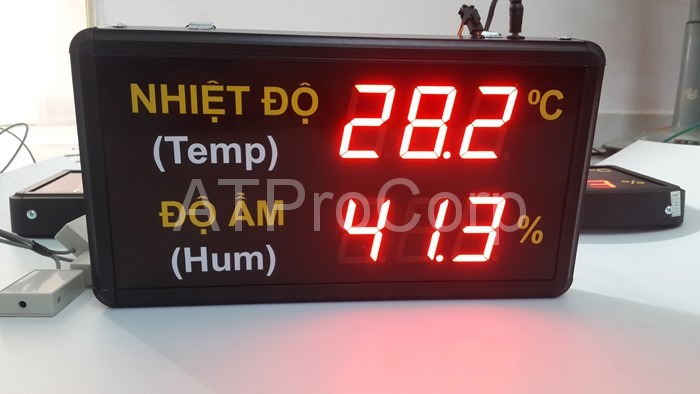 NHIỆT ĐỘ 28.2 ºC
(Temp)
ATProCorp
ĐỘ ẨM 41.3 %
(Hum)